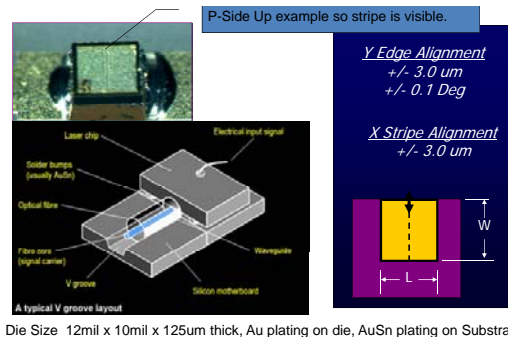 P-Side Up example so stripe is visible.
Y Edge Alignment
+/- 3.0 um
+/- 0.1 Deg
X Stripe Alignment
+/- 3.0 um
W
L
Laser chip
Electrical input signal
Solder bumps
(usually AuSn)
Optical fibre
Fibre core
(signal carrier)
Waveguide
V groove
Silicon motherboard
A typical V groove layout
Die Size 12mil x 10mil x 125um thick, Au plating on die, AuSn plating on Substra